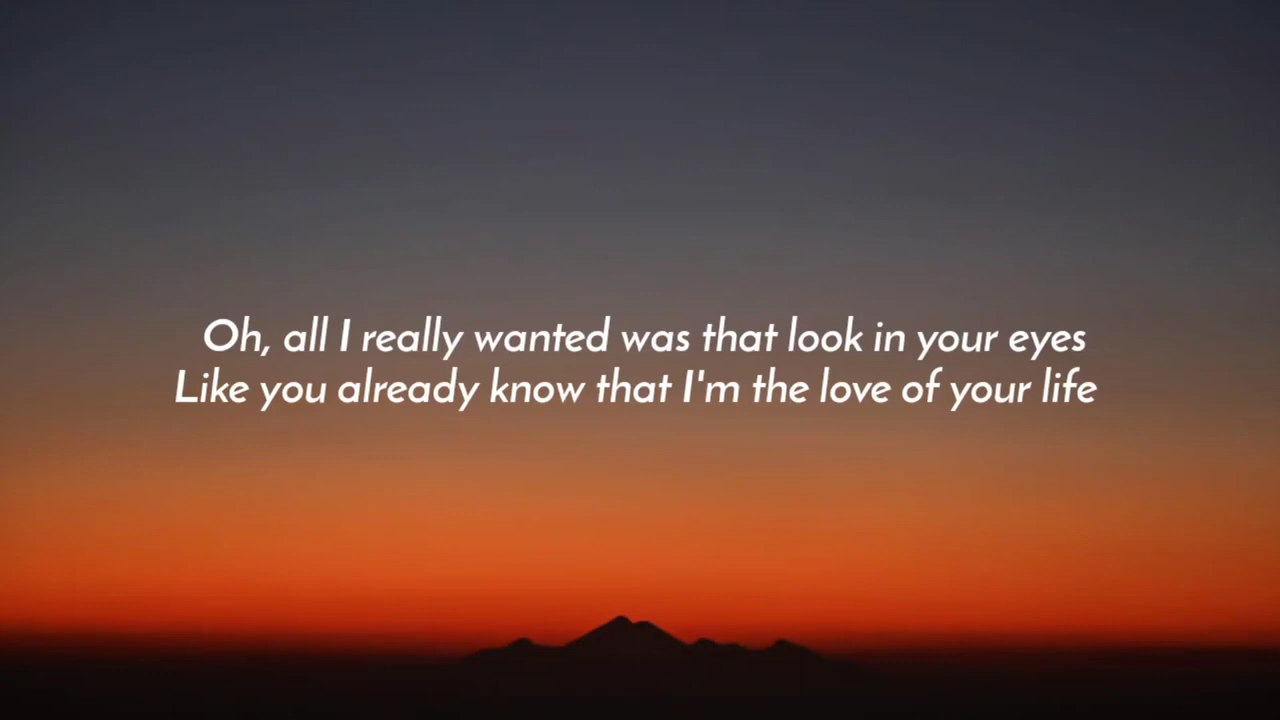 Oh, all I really wanted was that look in your eyes
Like you already know that I'm the love of your life